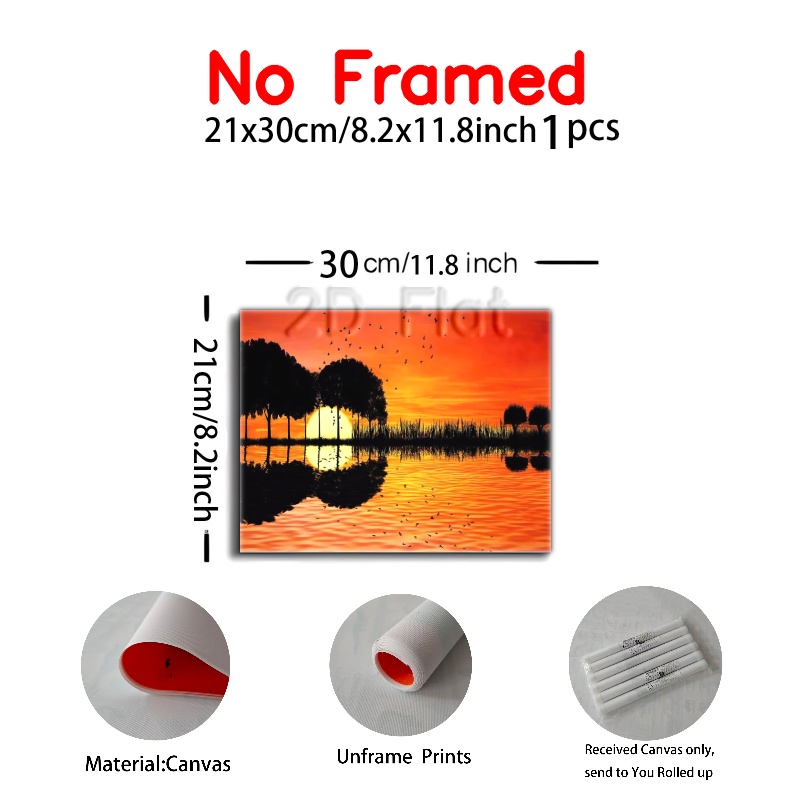 No Framed
21x30cm/8.2x11.8inch 1 pcs
30 cm/11.8 inch
2D Flat
21cm/8.2inch
Material:Canvas
Unframe Prints
Received Canvas only,
send to You Rolled up